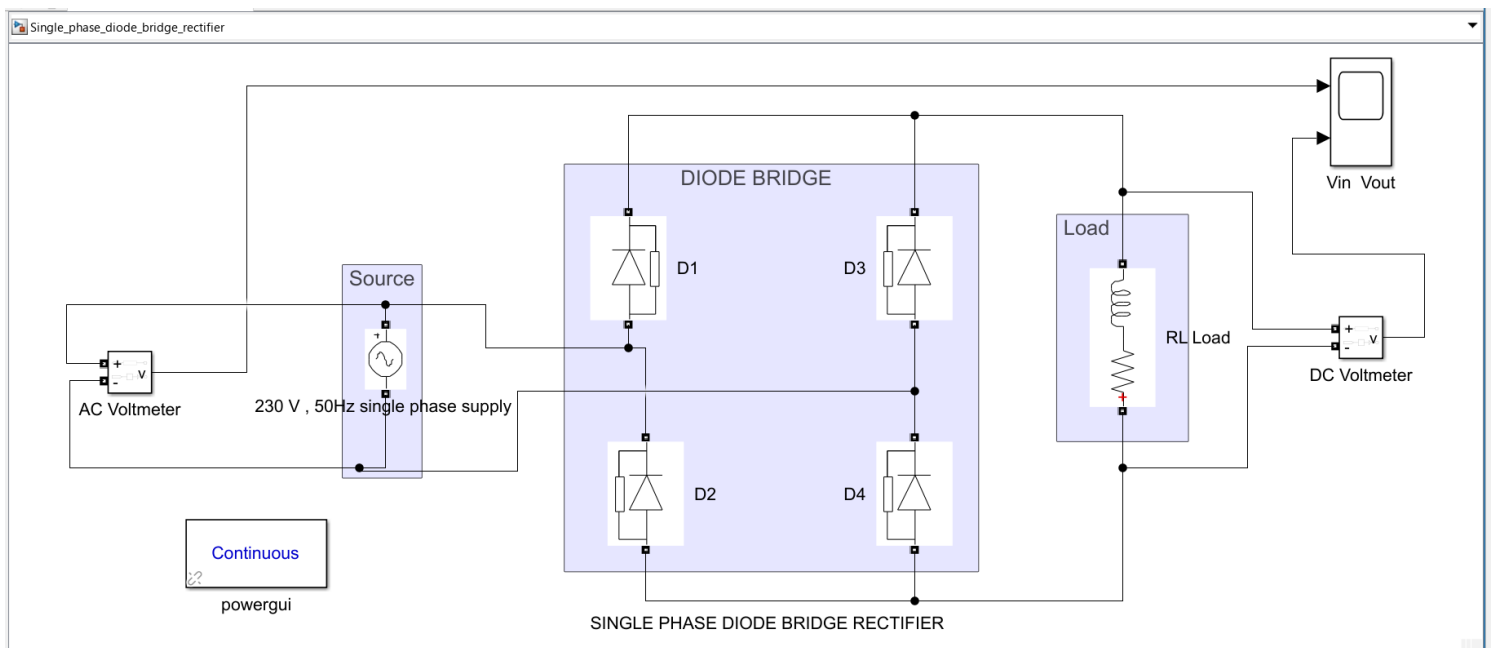 Single_phase_diode_bridge_rectifier
Vin Vout
DIODE BRIDGE
Load
D1
D3
Source
+
+
-
v
AC Voltmeter
230 V , 50Hz single phase supply
RL Load
+
+
-
v
DC Voltmeter
D2
D4
Continuous
powergui
SINGLE PHASE DIODE BRIDGE RECTIFIER